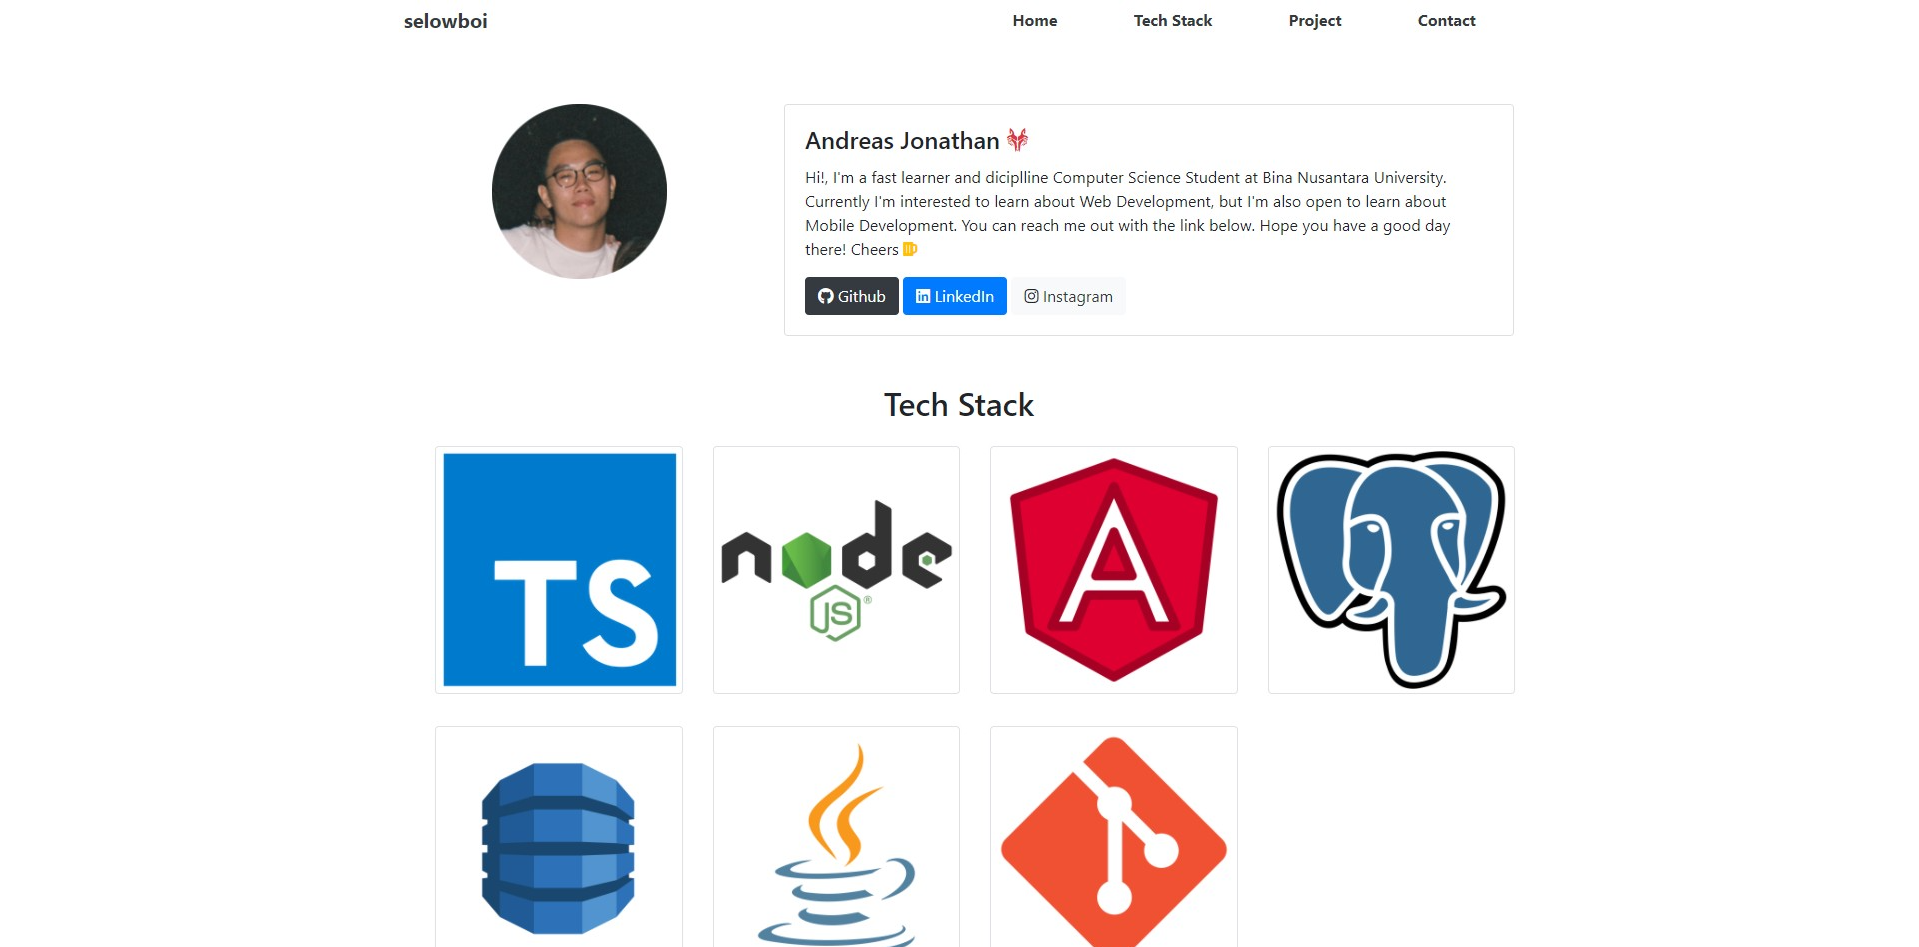 selowboi
Home
Tech Stack
Project
Contact
Andreas Jonathan
Hi!, I'm a fast learner and diciplline Computer Science Student at Bina Nusantara University.
Currently I'm interested to learn about Web Development, but I'm also open to learn about
Mobile Development. You can reach me out with the link below. Hope you have a good day
there! Cheers
Github
LinkedIn
Instagram
Tech Stack
TS
node
JS®
A